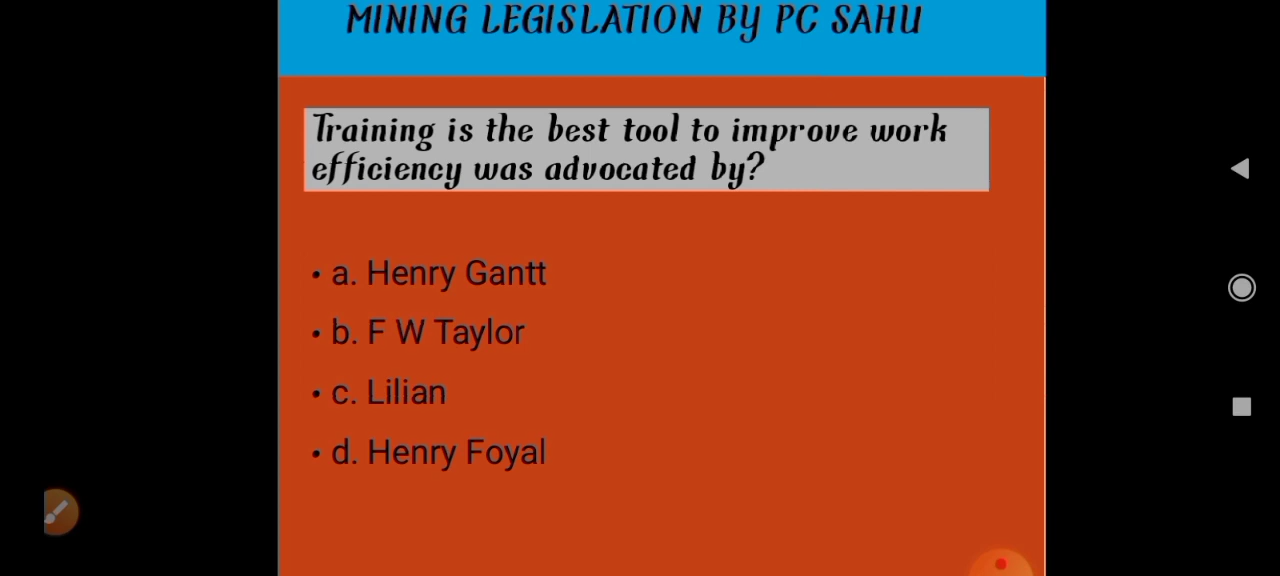 MINING LEGISLATION BY PC SAHU
Training is the best tool to improve work
efficiency was advocated by?
• a. Henry Gantt
• b. F W Taylor
• c. Lilian
• d. Henry Foyal